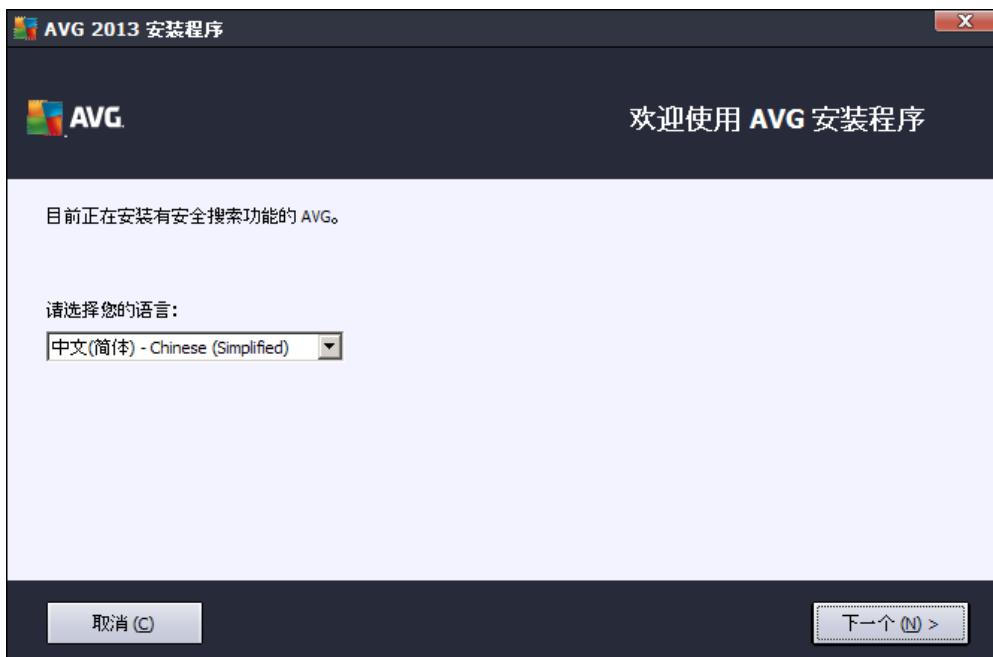 AVG 2013 安装程序
AVG.
欢迎使用 AVG 安装程序
目前正在安装有安全搜索功能的 AVG。
请选择您的语言:
中文(简体) - Chinese (Simplified)
取消 (C)
下一个 (N) >